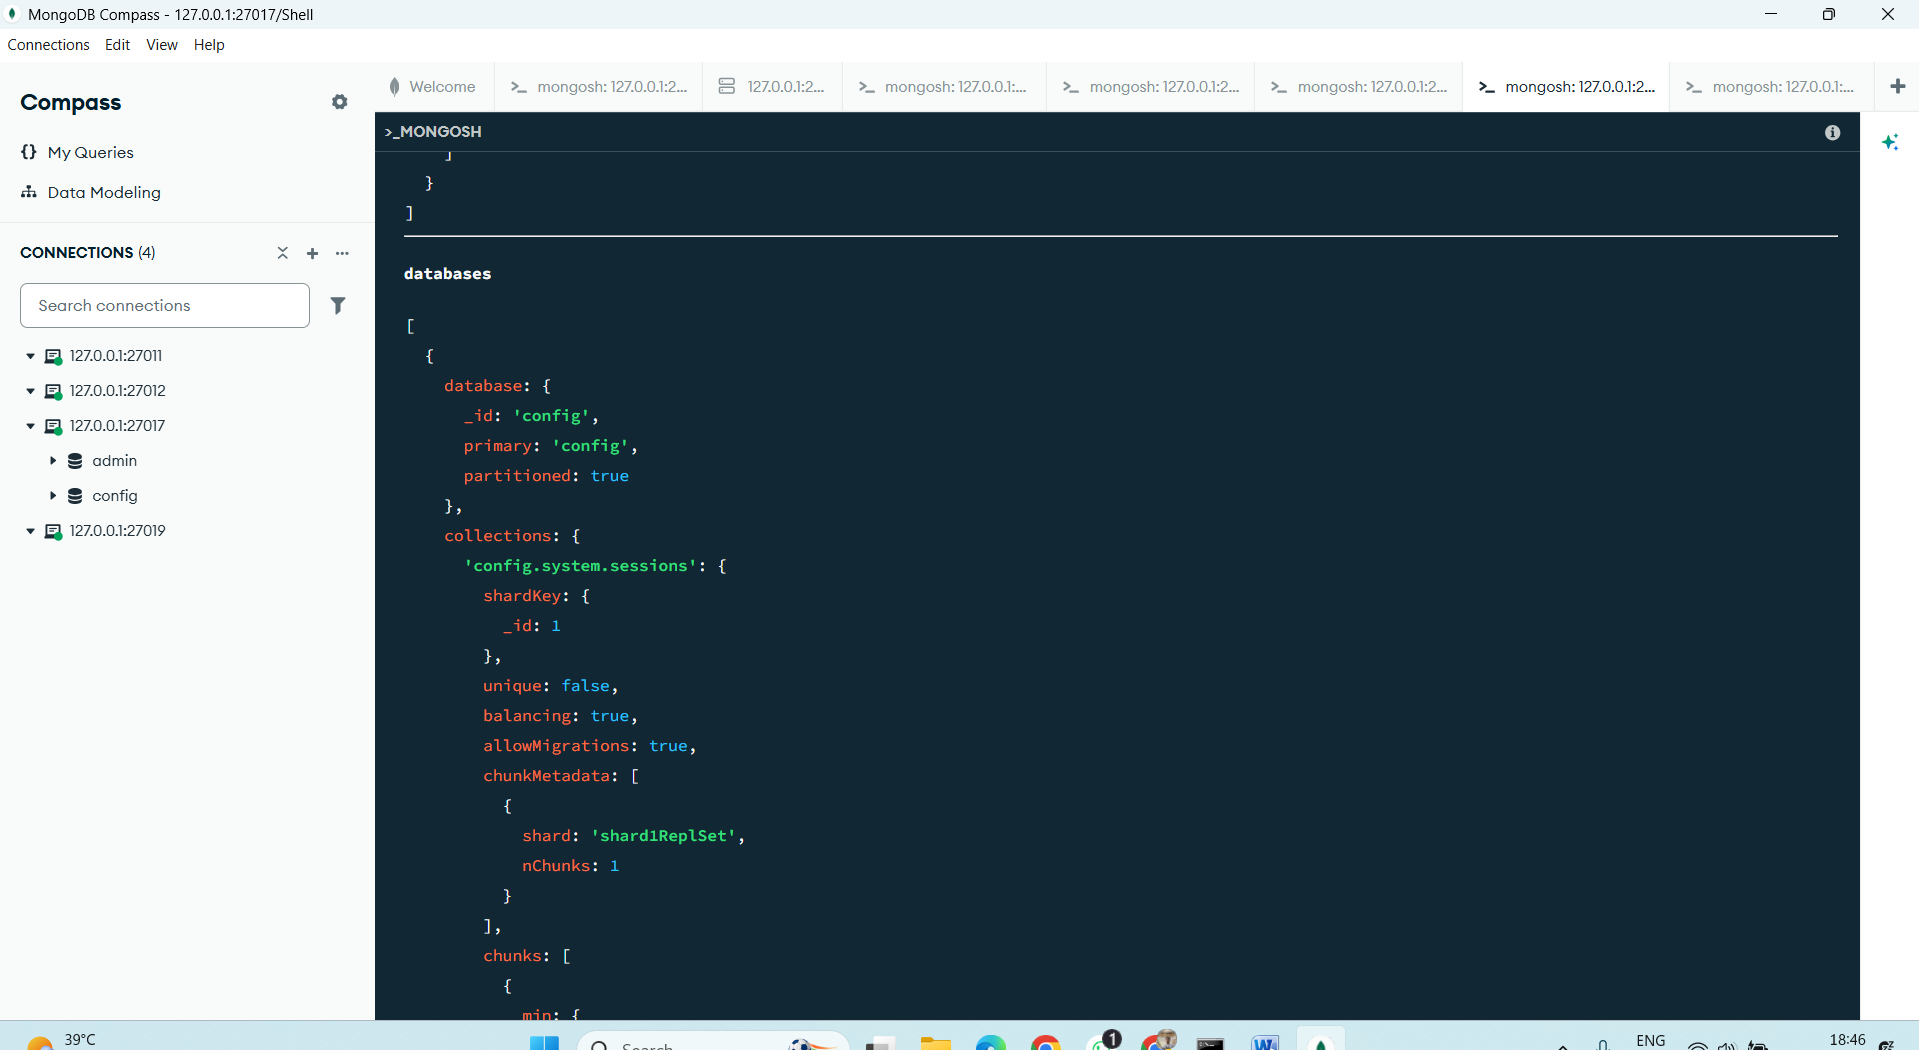 MongoDB Compass - 127.0.0.1:27017/Shell
Connections Edit View Help
Compass
My Queries
Data Modeling
CONNECTIONS (4)
Search connections
127.0.0.1:27011
127.0.0.1:27012
127.0.0.1:27017
admin
config
127.0.0.1:27019
Welcome
mongosh: 127.0.0.1:2...
127.0.0.1:2...
mongosh: 127.0.0.1:...
mongosh: 127.0.0.1:2...
mongosh: 127.0.0.1:2...
mongosh: 127.0.0.1:2...
mongosh: 127.0.0.1:...
>_MONGOSH
]
}
]
databases
[
{
database: {
_id: 'config',
primary: 'config',
partitioned: true
},
collections: {
'config.system.sessions': {
shardKey: {
_id: 1
},
unique: false,
balancing: true,
allowMigrations: true,
chunkMetadata: [
{
shard: 'shard1ReplSet',
nChunks: 1
}
],
chunks: [
{
min: {
39°C
Search
1
ENG
18:46